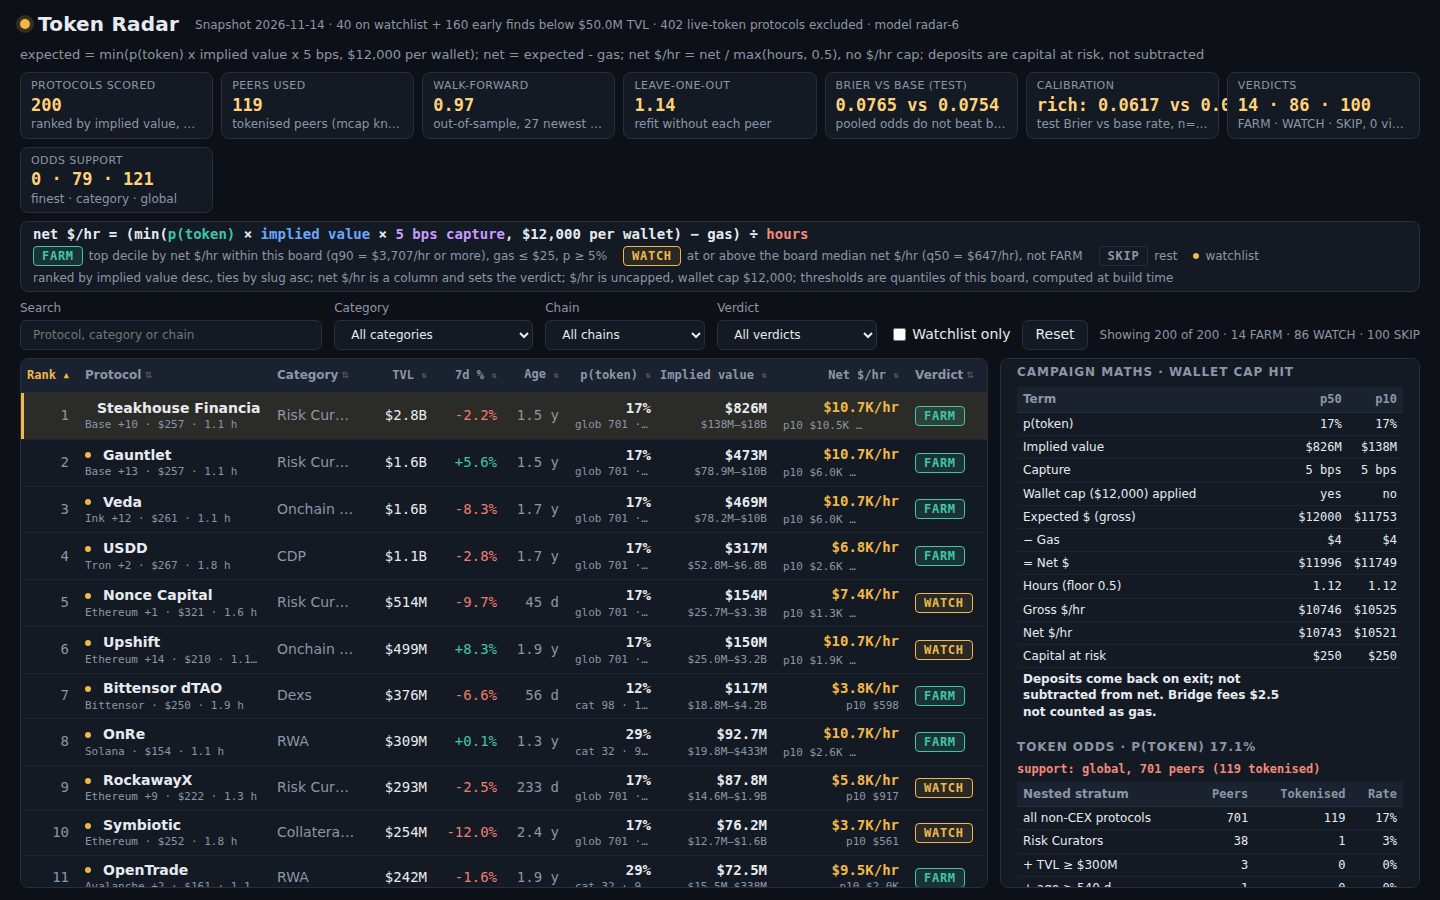 Token Radar Snapshot 2026-11-14 · 40 on watchlist + 160 early finds below $50.0M TVL · 402 live-token protocols excluded · model radar-6
expected = min(p(token) x implied value x 5 bps, $12,000 per wallet); net = expected - gas; net $/hr = net / max(hours, 0.5), no $/hr cap; deposits are capital at risk, not subtracted
PROTOCOLS SCORED
200
ranked by implied value, …
PEERS USED
119
tokenised peers (mcap kn…
WALK-FORWARD
0.97
out-of-sample, 27 newest …
LEAVE-ONE-OUT
1.14
refit without each peer
BRIER VS BASE (TEST)
0.0765 vs 0.0754
pooled odds do not beat b…
CALIBRATION
rich: 0.0617 vs 0.0
test Brier vs base rate, n=…
VERDICTS
14 · 86 · 100
FARM · WATCH · SKIP, 0 vi…
ODDS SUPPORT
0 · 79 · 121
finest · category · global
net $/hr = (min(p(token) × implied value × 5 bps capture, $12,000 per wallet) − gas) ÷ hours
FARM top decile by net $/hr within this board (q90 = $3,707/hr or more), gas ≤ $25, p ≥ 5% WATCH at or above the board median net $/hr (q50 = $647/hr), not FARM SKIP rest watchlist
ranked by implied value desc, ties by slug asc; net $/hr is a column and sets the verdict; $/hr is uncapped, wallet cap $12,000; thresholds are quantiles of this board, computed at build time
Search Category Chain Verdict
Protocol, category or chain All categories All chains All verdicts Watchlist only Reset Showing 200 of 200 · 14 FARM · 86 WATCH · 100 SKIP
Rank ▲ Protocol Category TVL 7d % Age p(token) Implied value Net $/hr Verdict
1 Steakhouse Financia Risk Cur… $2.8B -2.2% 1.5 y 17% $826M $10.7K/hr FARM
Base +10 · $257 · 1.1 h glob 701 ·… $138M–$18B p10 $10.5K …
2 Gauntlet Risk Cur… $1.6B +5.6% 1.5 y 17% $473M $10.7K/hr FARM
Base +13 · $257 · 1.1 h glob 701 ·… $78.9M–$10B p10 $6.0K …
3 Veda Onchain … $1.6B -8.3% 1.7 y 17% $469M $10.7K/hr FARM
Ink +12 · $261 · 1.1 h glob 701 ·… $78.2M–$10B p10 $6.0K …
4 USDD CDP $1.1B -2.8% 1.7 y 17% $317M $6.8K/hr FARM
Tron +2 · $267 · 1.8 h glob 701 ·… $52.8M–$6.8B p10 $2.6K …
5 Nonce Capital Risk Cur… $514M -9.7% 45 d 17% $154M $7.4K/hr WATCH
Ethereum +1 · $321 · 1.6 h glob 701 ·… $25.7M–$3.3B p10 $1.3K …
6 Upshift Onchain … $499M +8.3% 1.9 y 17% $150M $10.7K/hr WATCH
Ethereum +14 · $210 · 1.1… glob 701 ·… $25.0M–$3.2B p10 $1.9K …
7 Bittensor dTAO Dexs $376M -6.6% 56 d 12% $117M $3.8K/hr FARM
Bittensor · $250 · 1.9 h cat 98 · 1… $18.8M–$4.2B p10 $598
8 OnRe RWA $309M +0.1% 1.3 y 29% $92.7M $10.7K/hr FARM
Solana · $154 · 1.1 h cat 32 · 9… $19.8M–$433M p10 $2.6K …
9 RockawayX Risk Cur… $293M -2.5% 233 d 17% $87.8M $5.8K/hr WATCH
Ethereum +9 · $222 · 1.3 h glob 701 ·… $14.6M–$1.9B p10 $917
10 Symbiotic Collatera… $254M -12.0% 2.4 y 17% $76.2M $3.7K/hr WATCH
Ethereum · $252 · 1.8 h glob 701 ·… $12.7M–$1.6B p10 $561
11 OpenTrade RWA $242M -1.6% 1.9 y 29% $72.5M $9.5K/hr FARM
Avalanche +2 · $161 · 1.1 cat 32 · 9 $15.5M–$338M p10 $2.0K
CAMPAIGN MATHS · WALLET CAP HIT
Term p50 p10
p(token) 17% 17%
Implied value $826M $138M
Capture 5 bps 5 bps
Wallet cap ($12,000) applied yes no
Expected $ (gross) $12000 $11753
− Gas $4 $4
= Net $ $11996 $11749
Hours (floor 0.5) 1.12 1.12
Gross $/hr $10746 $10525
Net $/hr $10743 $10521
Capital at risk $250 $250
Deposits come back on exit; not
subtracted from net. Bridge fees $2.5
not counted as gas.
TOKEN ODDS · P(TOKEN) 17.1%
support: global, 701 peers (119 tokenised)
Nested stratum Peers Tokenised Rate
all non-CEX protocols 701 119 17%
Risk Curators 38 1 3%
+ TVL ≥ $300M 3 0 0%
+ age ≥ 540 d 1 0 0%